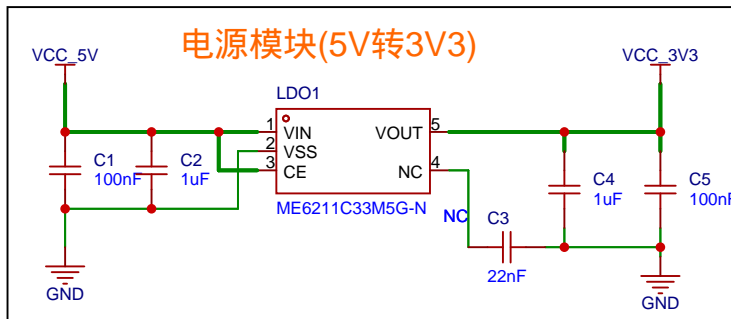 电源模块(5V转3V3)
VCC_5V
VCC_3V3
LDO1
1
VIN
VOUT
5
2
VSS
3
CE
NC
4
C1
100nF
C2
1uF
C4
1uF
C5
100nF
ME6211C33M5G-N
NC
C3
22nF
GND
GND